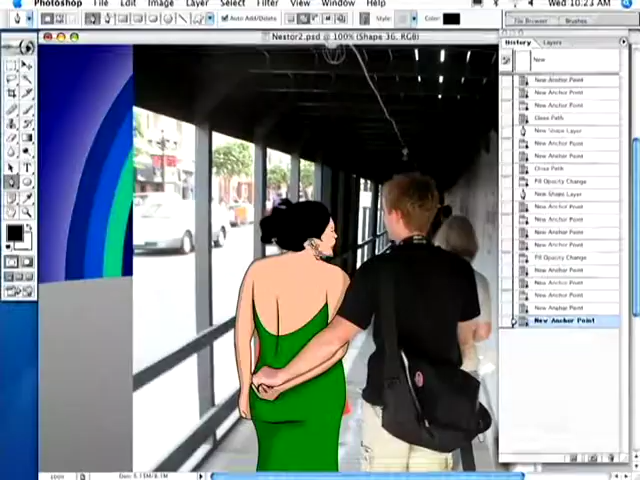 Photoshop File Edit Image Layer Select Filter View Window Help Wed 10:23 AM
Auto Add/Delete Style: Color: File Browser Brushes
Nestor2.psd @ 100% (Shape 36, RGB)
History Layers
New
New Anchor Point
New Anchor Point
New Anchor Point
Close Path
New Shape Layer
New Anchor Point
New Anchor Point
Close Path
Fill Opacity Change
New Shape Layer
New Anchor Point
New Anchor Point
New Anchor Point
New Anchor Point
Fill Opacity Change
New Anchor Point
New Anchor Point
New Anchor Point
New Anchor Point
100%